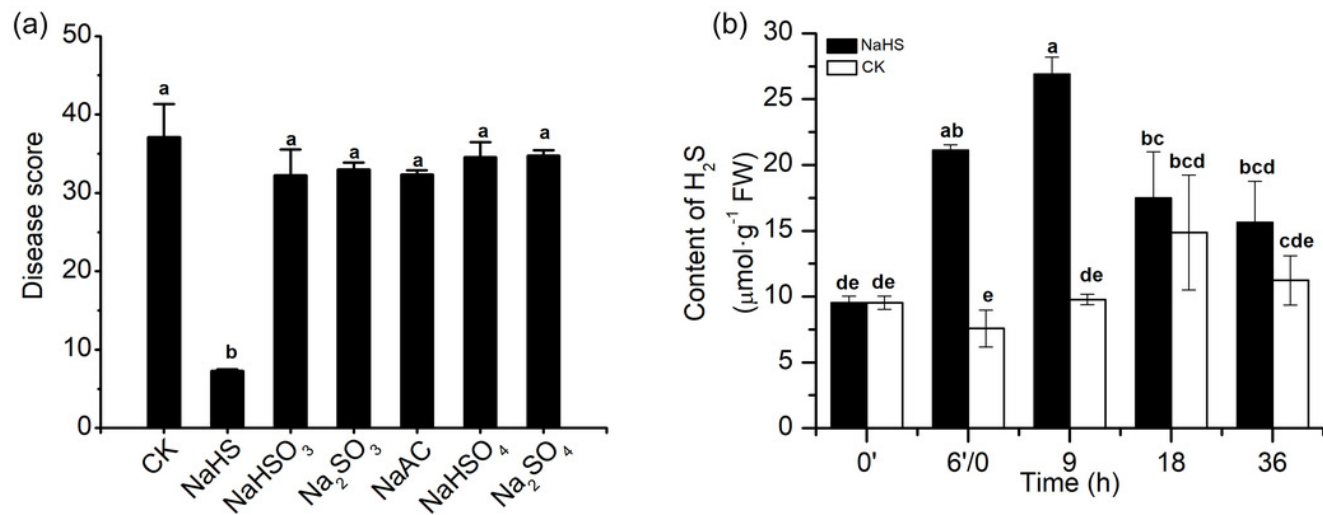 (a)
50
40
30
20
10
0
Disease score
a
b
a
a
a
a
a
CK
NaHS
NaHSO₃
Na₂SO₃
NaAC
NaHSO₄
Na₂SO₄
(b)
30
25
20
15
10
5
0
Content of H₂S
(μmol·g⁻¹ FW)
NaHS
CK
de
de
ab
e
a
de
bc
bcd
bcd
cde
0'
6'/0
9
18
36
Time (h)